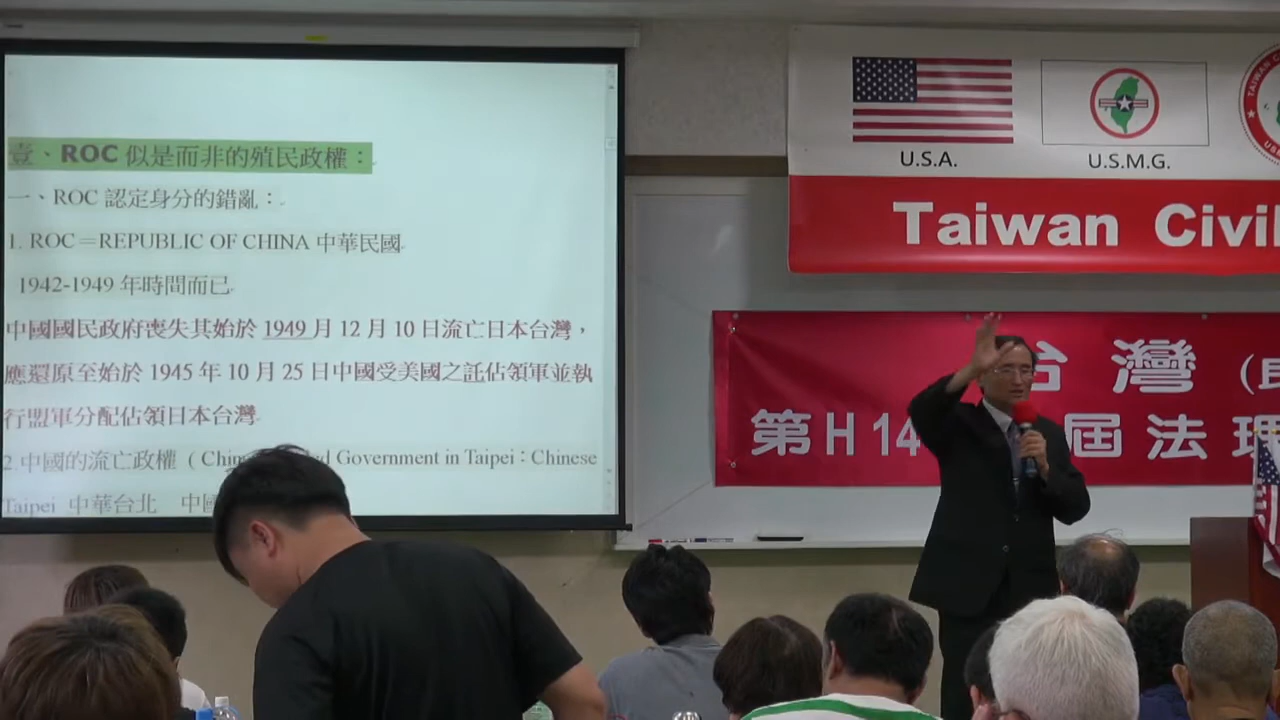 壹、ROC 似是而非的殖民政權：
一、ROC 認定身分的錯亂：
1. ROC＝REPUBLIC OF CHINA 中華民國
1942-1949 年時間而已
中國國民政府喪失其始於 1949 月 12 月 10 日流亡日本台灣，
應還原至始於 1945 年 10 月 25 日中國受美國之託佔領軍並執
行盟軍分配佔領日本台灣
2.中國的流亡政權（ Government in Taipei：Chinese
Taipei 中華台北 中國
U.S.A.
U.S.M.G.
Taiwan Civil
台灣
第H14 屆法理